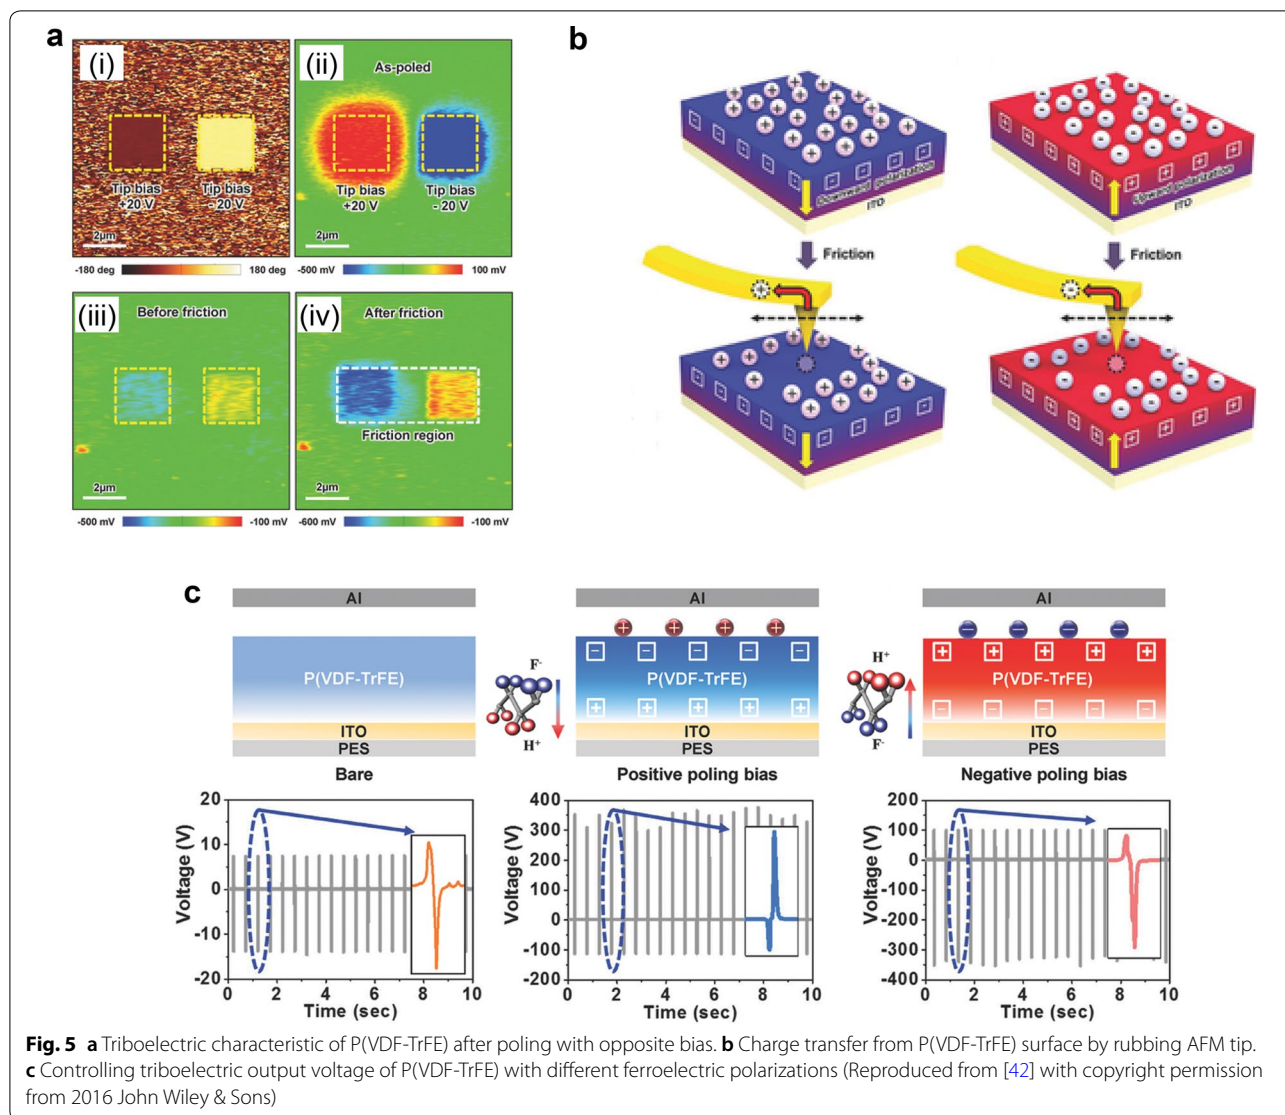 a
(i)
Tip bias
+20 V
Tip bias
- 20 V
2μm
-180 deg
180 deg
(ii)
As-poled
Tip bias
+20 V
Tip bias
- 20 V
2μm
-500 mV
100 mV
(iii)
Before friction
2μm
-500 mV
-100 mV
(iv)
After friction
Friction region
2μm
-600 mV
-100 mV
b
Downward polarizations
ITO
Upward polarizations
ITO
Friction
Friction
c
Al
P(VDF-TrFE)
ITO
PES
Bare
F-
H+
Al
P(VDF-TrFE)
ITO
PES
Positive poling bias
H+
F-
Al
P(VDF-TrFE)
ITO
PES
Negative poling bias
Voltage (V)
20
10
0
-10
-20
0 2 4 6 8 10
Time (sec)
Voltage (V)
400
300
200
100
0
-100
-200
0 2 4 6 8 10
Time (sec)
Voltage (V)
200
100
0
-100
-200
-300
-400
0 2 4 6 8 10
Time (sec)
Fig. 5 a Triboelectric characteristic of P(VDF-TrFE) after poling with opposite bias. b Charge transfer from P(VDF-TrFE) surface by rubbing AFM tip.
c Controlling triboelectric output voltage of P(VDF-TrFE) with different ferroelectric polarizations (Reproduced from [42] with copyright permission
from 2016 John Wiley & Sons)